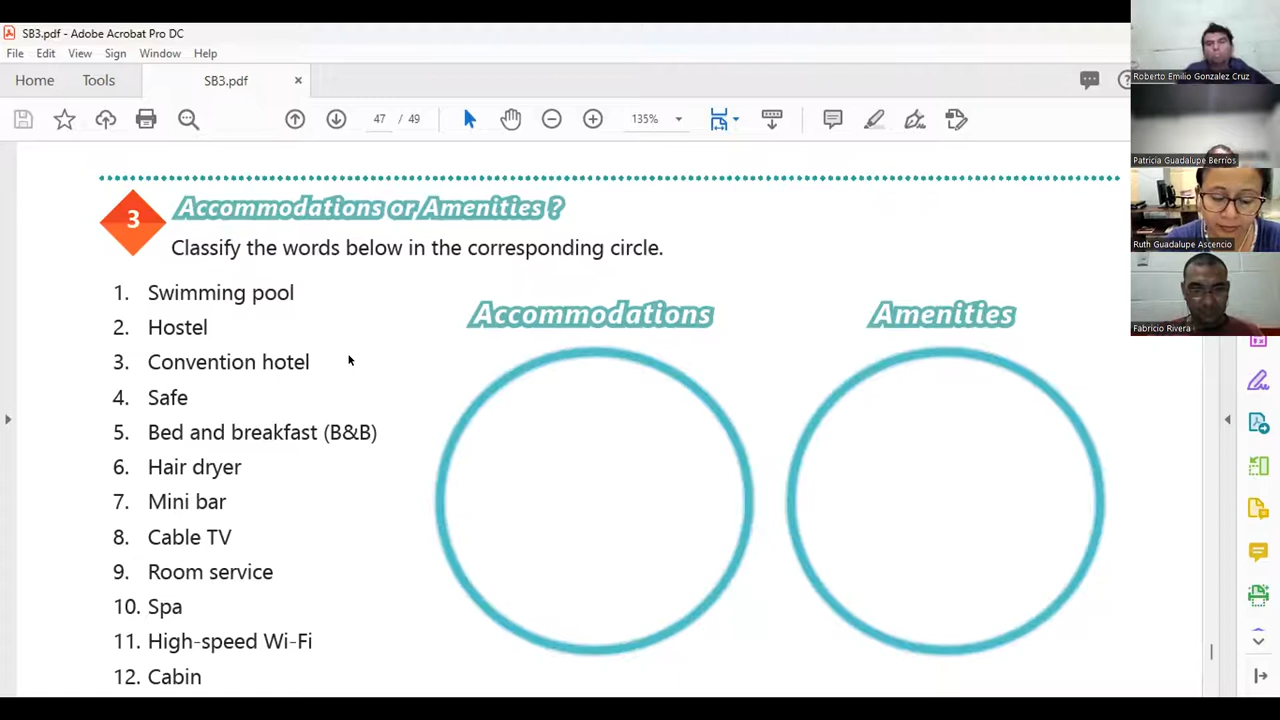 SB3.pdf - Adobe Acrobat Pro DC
File Edit View Sign Window Help
Home Tools SB3.pdf ×
47 / 49 135%
3 Accommodations or Amenities ?
Classify the words below in the corresponding circle.
1. Swimming pool
2. Hostel
3. Convention hotel
4. Safe
5. Bed and breakfast (B&B)
6. Hair dryer
7. Mini bar
8. Cable TV
9. Room service
10. Spa
11. High-speed Wi-Fi
12. Cabin
Accommodations
Amenities
Roberto Emilio Gonzalez Cruz
Patricia Guadalupe Berríos
Ruth Guadalupe Ascencio
Fabricio Rivera